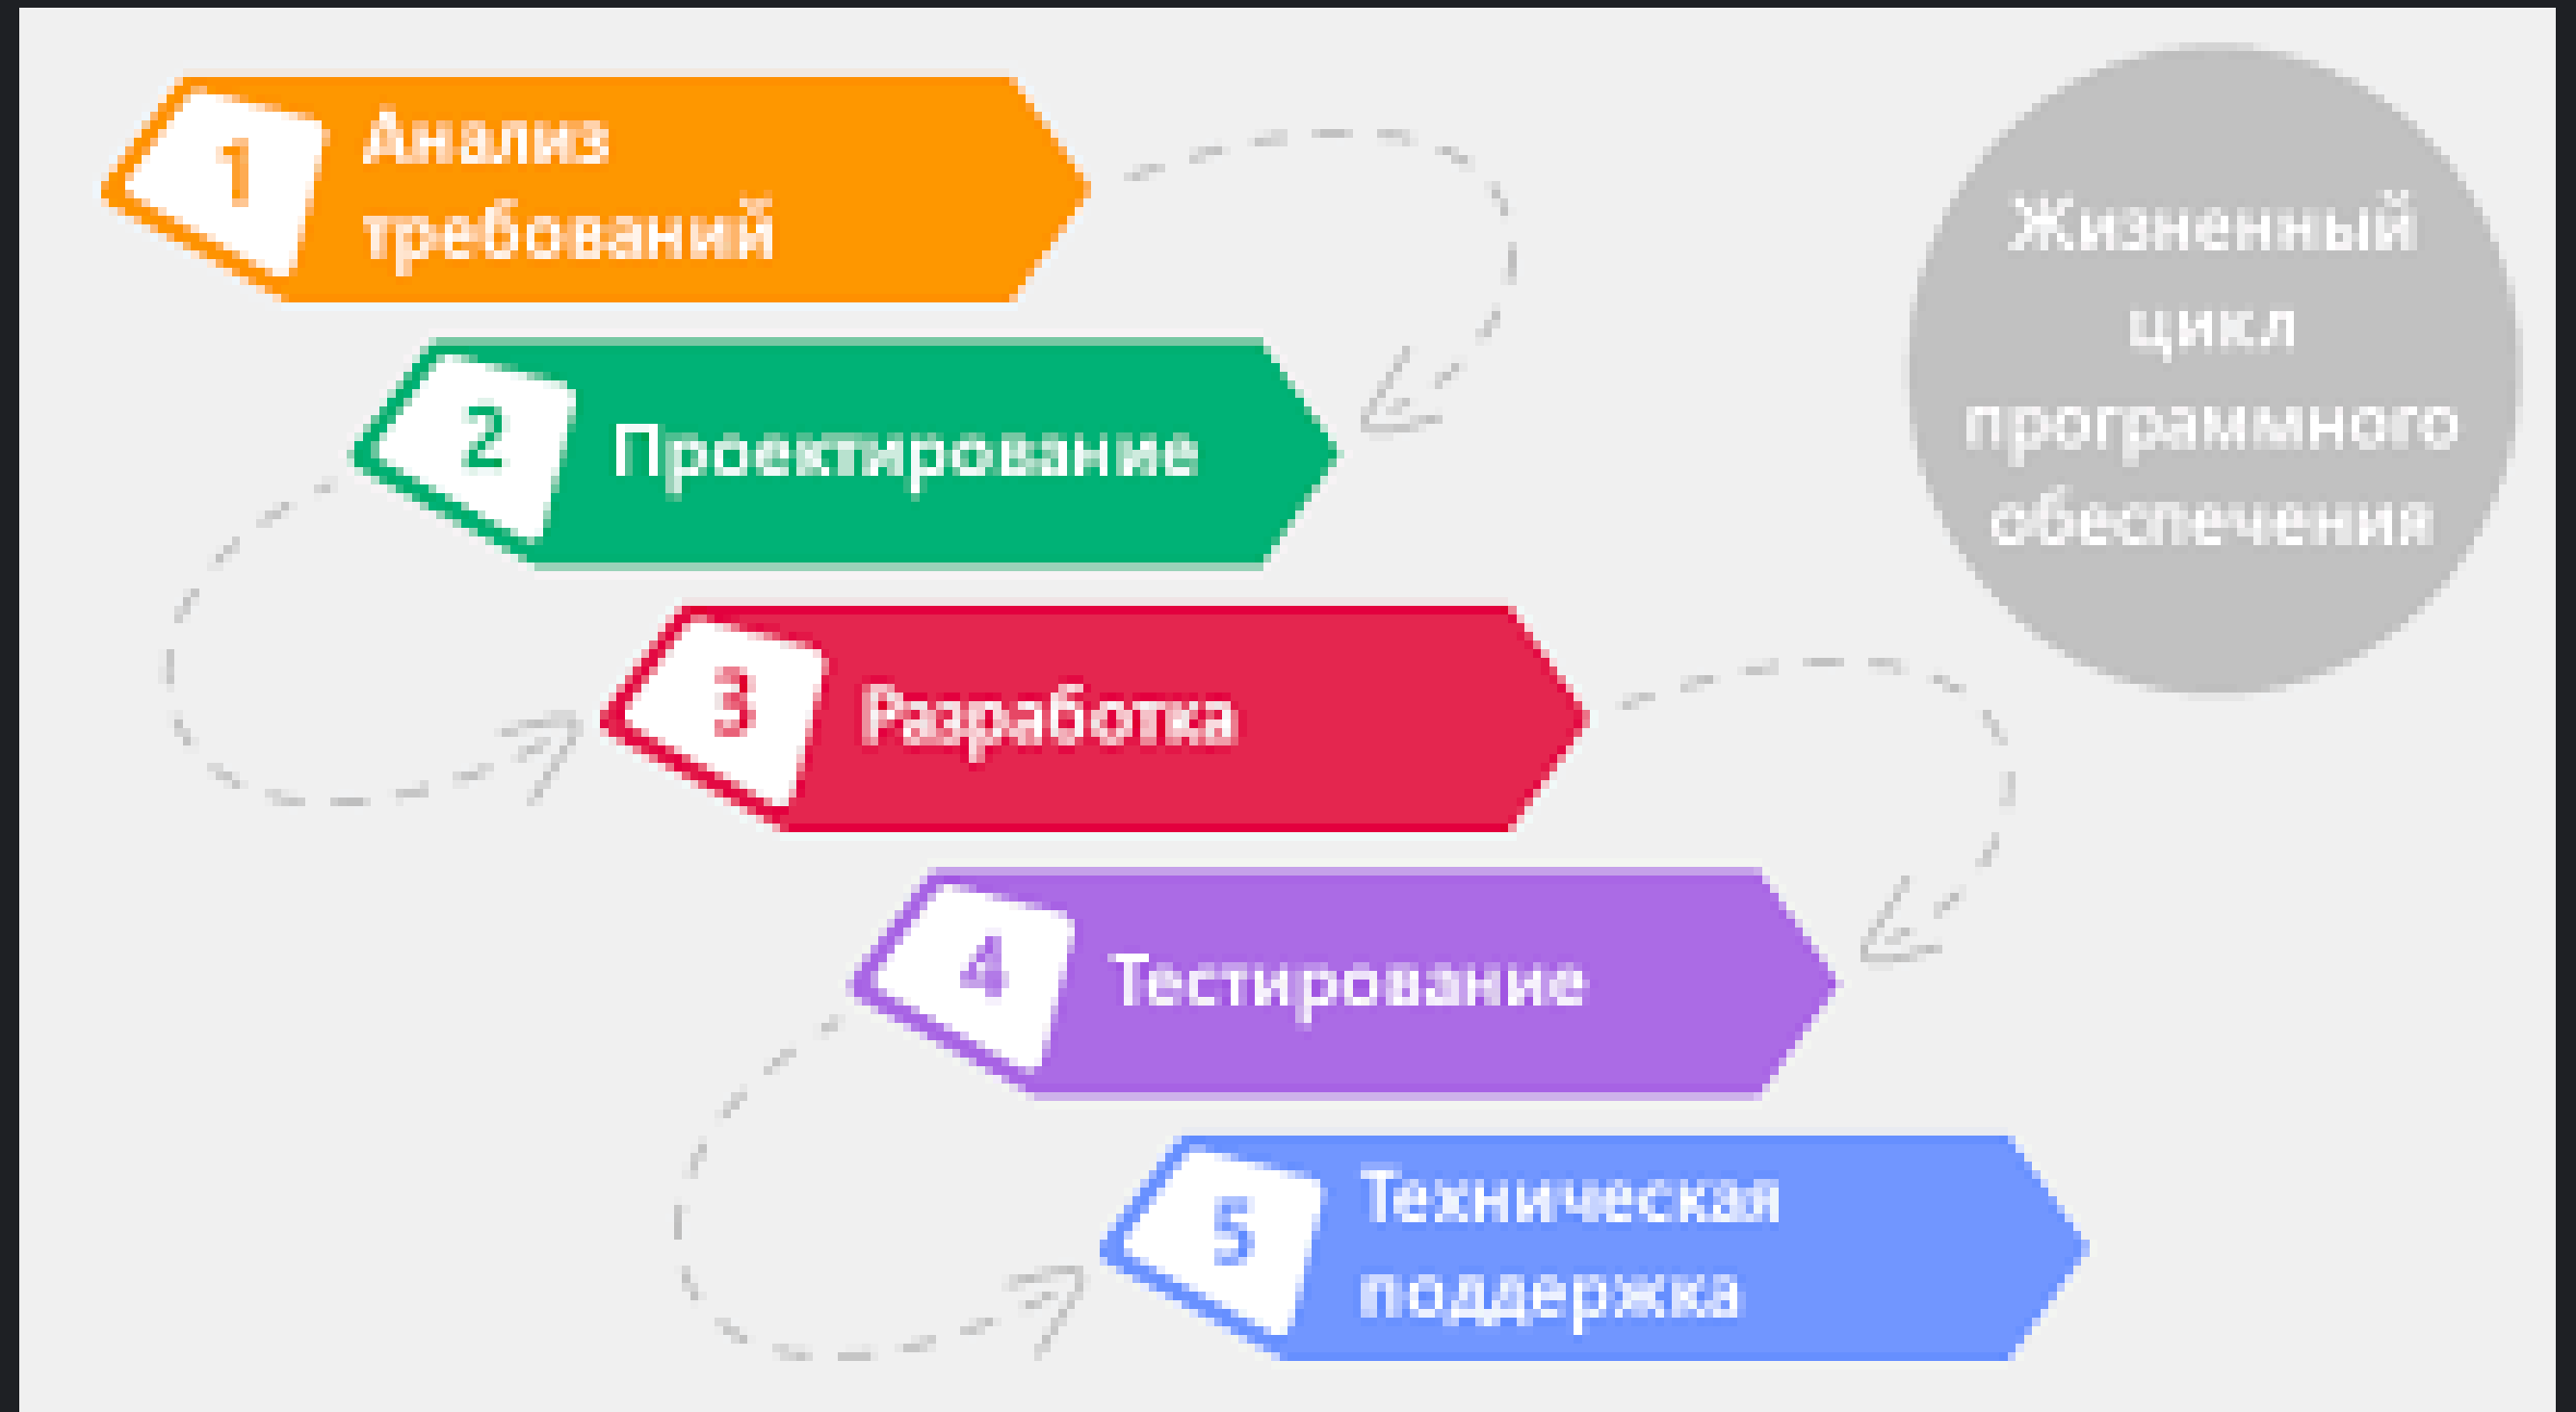 1
Анализ
требований
2
Проектирование
3
Разработка
4
Тестирование
5
Техническая
поддержка
Жизненный
цикл
программного
обеспечения